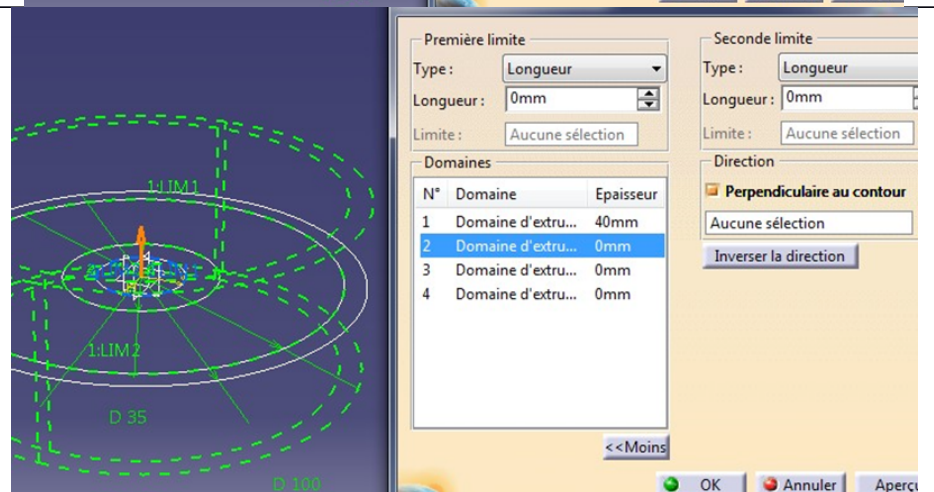 1:LIM1
1:LIM2
D 35
D 100
Première limite
Type : Longueur
Longueur : 0mm
Limite : Aucune sélection
Domaines
N° Domaine Epaisseur
1 Domaine d'extru... 40mm
2 Domaine d'extru... 0mm
3 Domaine d'extru... 0mm
4 Domaine d'extru... 0mm
<<Moins
Seconde limite
Type : Longueur
Longueur : 0mm
Limite : Aucune sélection
Direction
Perpendiculaire au contour
Aucune sélection
Inverser la direction
OK Annuler Aperçu